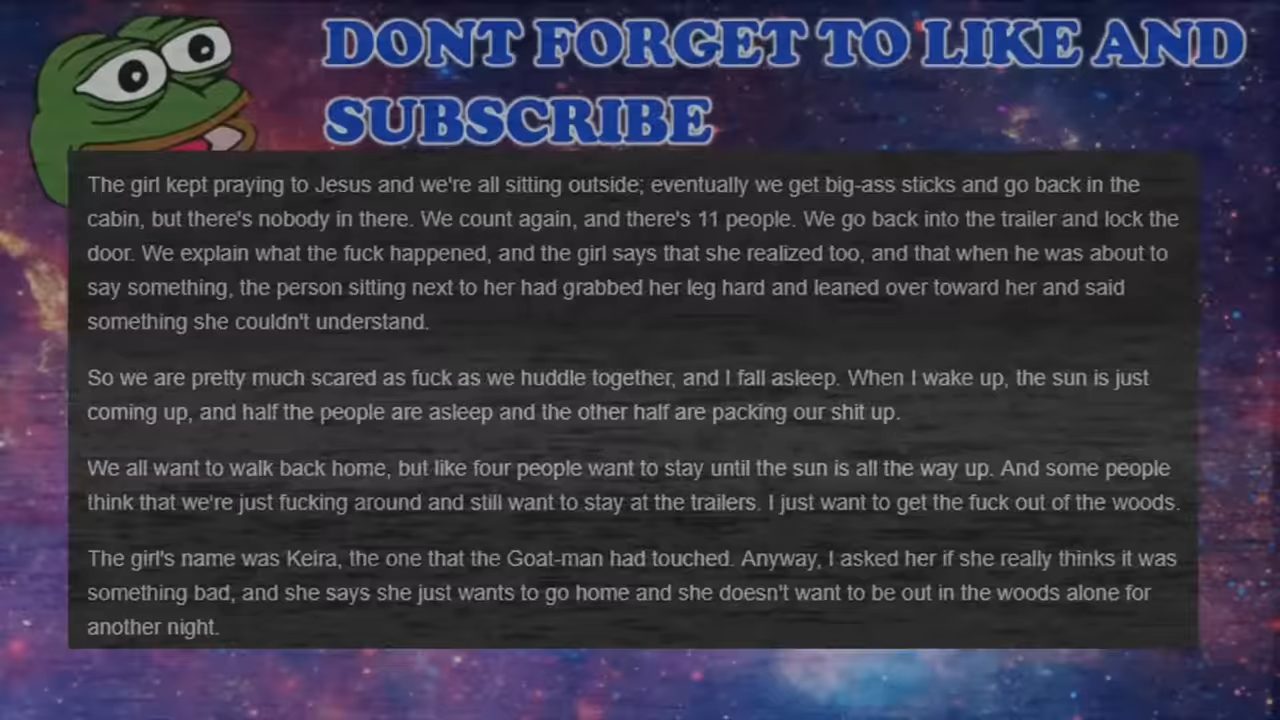 DONT FORGET TO LIKE AND
SUBSCRIBE
The girl kept praying to Jesus and we're all sitting outside; eventually we get big-ass sticks and go back in the
cabin, but there's nobody in there. We count again, and there's 11 people. We go back into the trailer and lock the
door. We explain what the fuck happened, and the girl says that she realized too, and that when he was about to
say something, the person sitting next to her had grabbed her leg hard and leaned over toward her and said
something she couldn't understand.
So we are pretty much scared as fuck as we huddle together, and I fall asleep. When I wake up, the sun is just
coming up, and half the people are asleep and the other half are packing our shit up.
We all want to walk back home, but like four people want to stay until the sun is all the way up. And some people
think that we're just fucking around and still want to stay at the trailers. I just want to get the fuck out of the woods.
The girl's name was Keira, the one that the Goat-man had touched. Anyway, I asked her if she really thinks it was
something bad, and she says she just wants to go home and she doesn't want to be out in the woods alone for
another night.